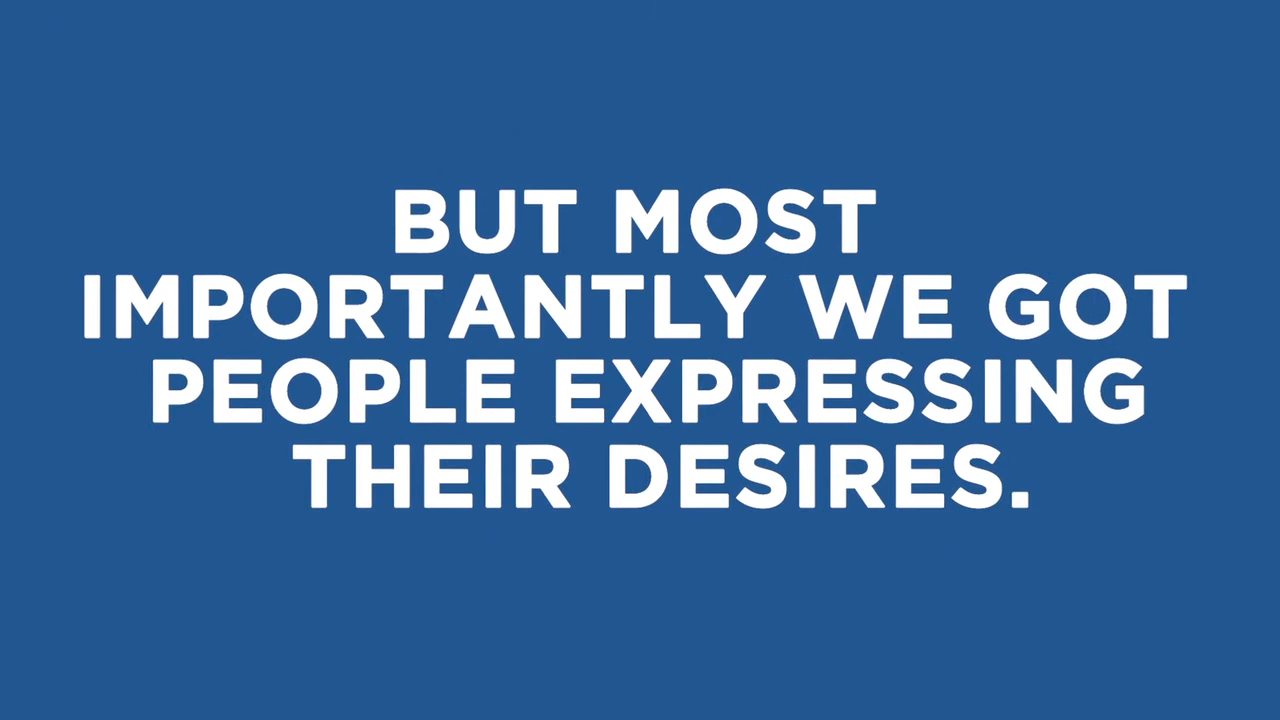 BUT MOST
IMPORTANTLY WE GOT
PEOPLE EXPRESSING
THEIR DESIRES.